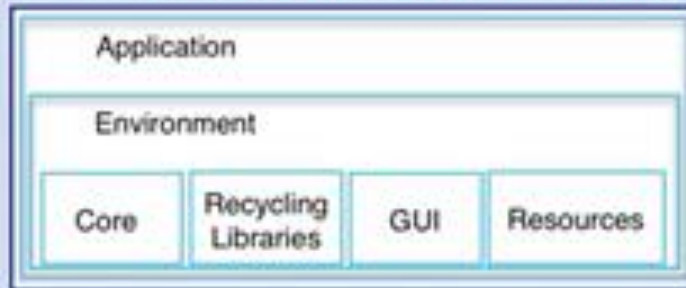 Application
Environment
Core
Recycling
Libraries
GUI
Resources